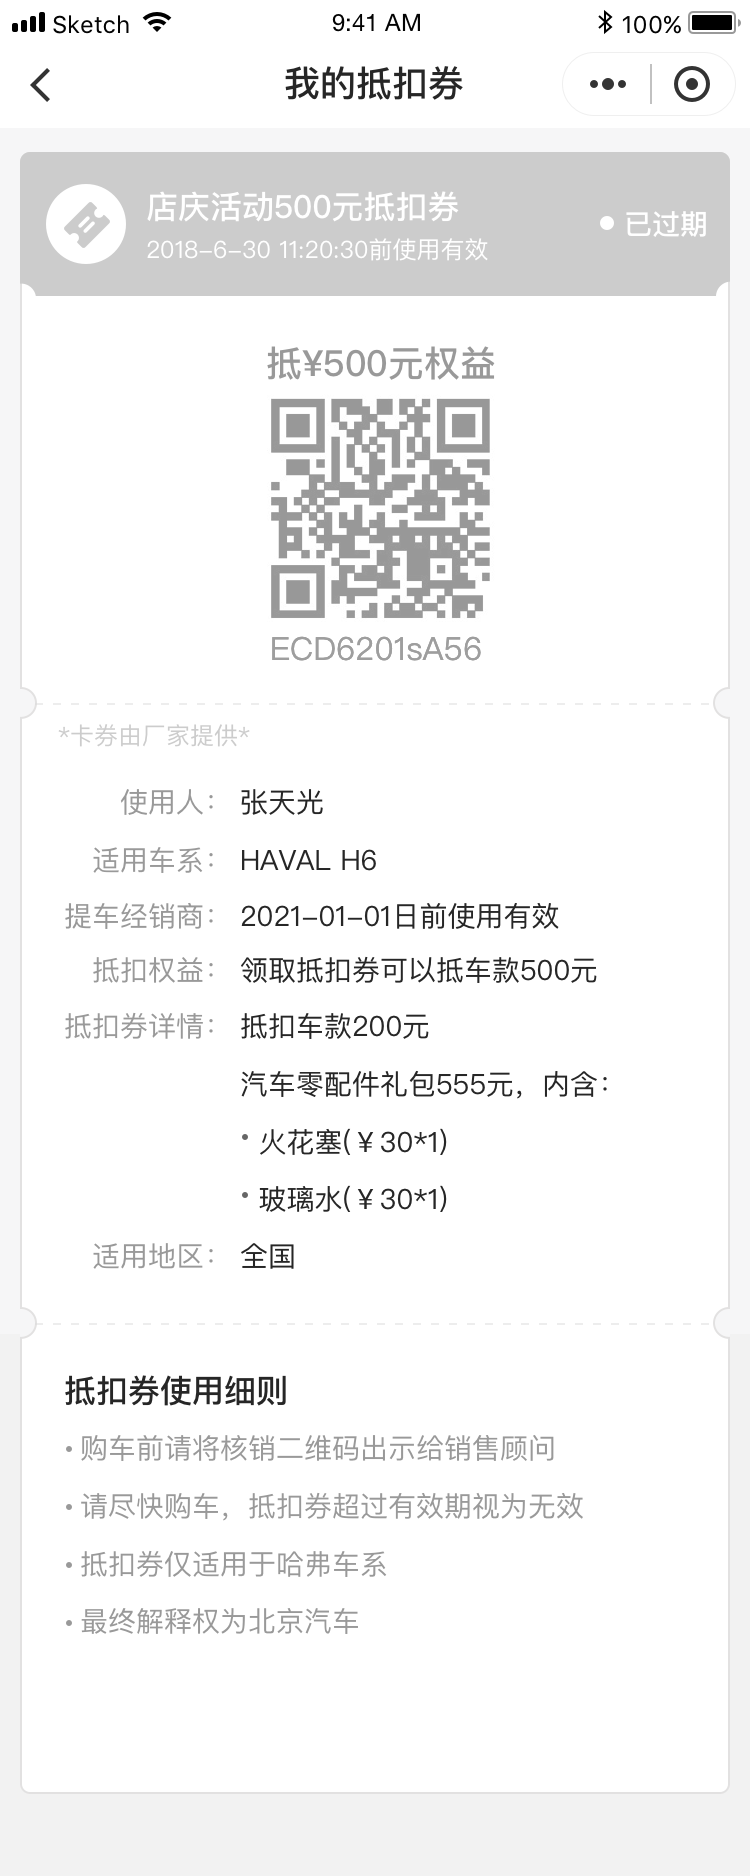 Sketch 9:41 AM 100%
我的抵扣券
店庆活动500元抵扣券
2018-6-30 11:20:30前使用有效
已过期
抵¥500元权益
ECD6201sA56
*卡券由厂家提供*
使用人： 张天光
适用车系： HAVAL H6
提车经销商： 2021-01-01日前使用有效
抵扣权益： 领取抵扣券可以抵车款500元
抵扣券详情： 抵扣车款200元
汽车零配件礼包555元，内含：
• 火花塞(￥30*1)
• 玻璃水(￥30*1)
适用地区： 全国
抵扣券使用细则
• 购车前请将核销二维码出示给销售顾问
• 请尽快购车，抵扣券超过有效期视为无效
• 抵扣券仅适用于哈弗车系
• 最终解释权为北京汽车